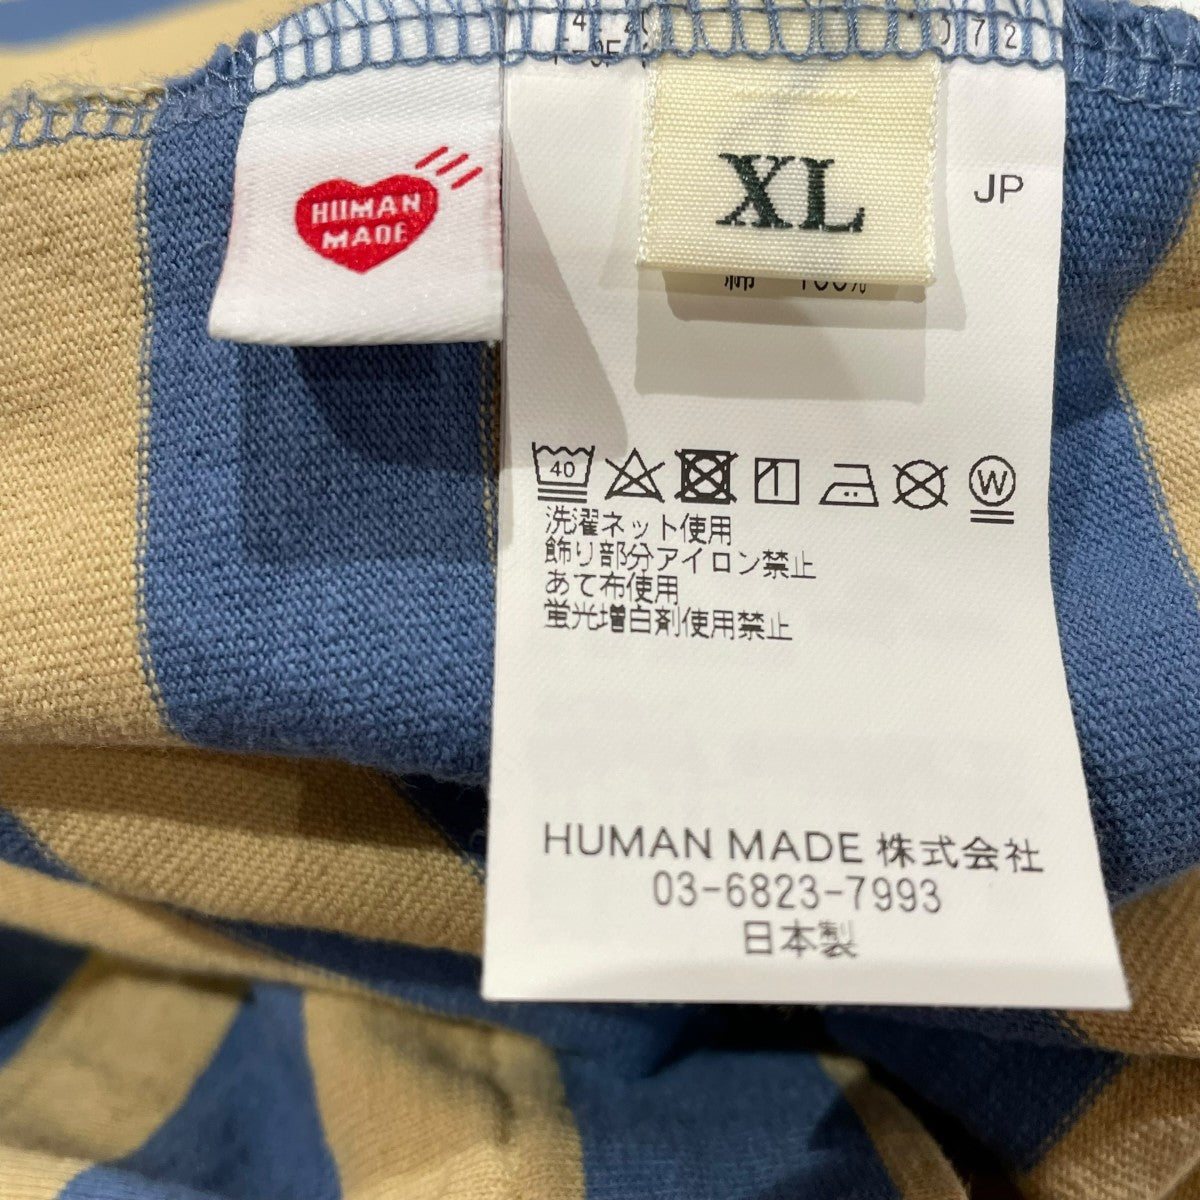 HUMAN
MADE
XL
JP
綿 100%
40
W
洗濯ネット使用
飾り部分アイロン禁止
あて布使用
蛍光増白剤使用禁止
HUMAN MADE 株式会社
03-6823-7993
日本製